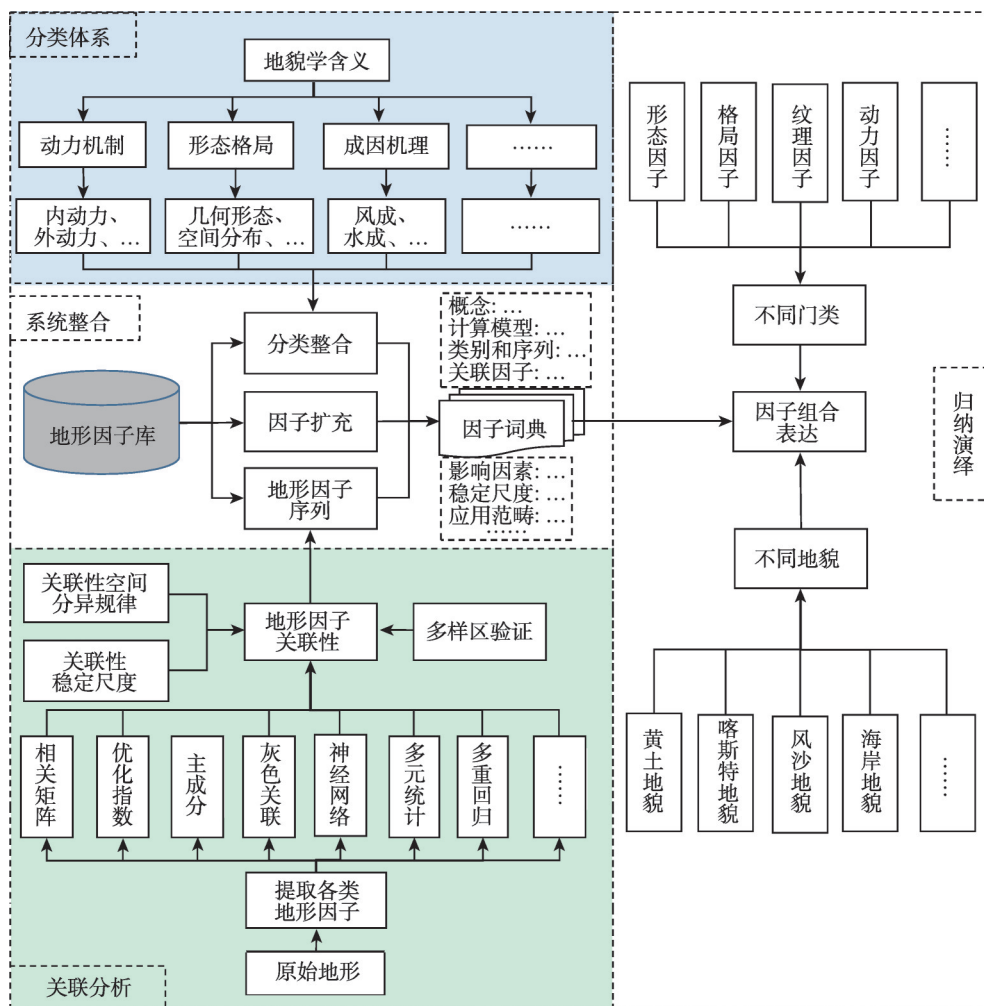 分类体系
地貌学含义
动力机制
形态格局
成因机理
……
内动力、
外动力、…
几何形态、
空间分布、…
风成、
水成、…
……
系统整合
地形因子库
分类整合
因子扩充
地形因子
序列
概念: …
计算模型: …
类别和序列: …
关联因子: …
因子词典
影响因素: …
稳定尺度: …
应用范畴: …
……
关联性空间
分异规律
关联性
稳定尺度
地形因子
关联性
多样区验证
相关矩阵
优化指数
主成分
灰色关联
神经网络
多元统计
多重回归
……
提取各类
地形因子
原始地形
关联分析
形态因子
格局因子
纹理因子
动力因子
……
不同门类
因子组合
表达
归纳演绎
不同地貌
黄土地貌
喀斯特地貌
风沙地貌
海岸地貌
……